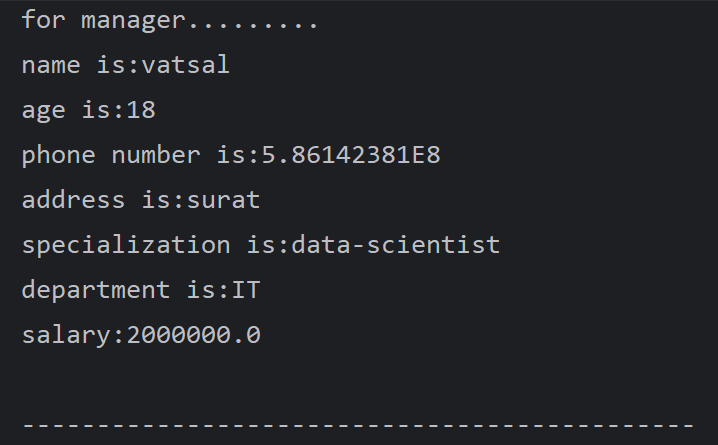 for manager.........
name is:vatsal
age is:18
phone number is:5.86142381E8
address is:surat
specialization is:data-scientist
department is:IT
salary:2000000.0
---------------------------------------------